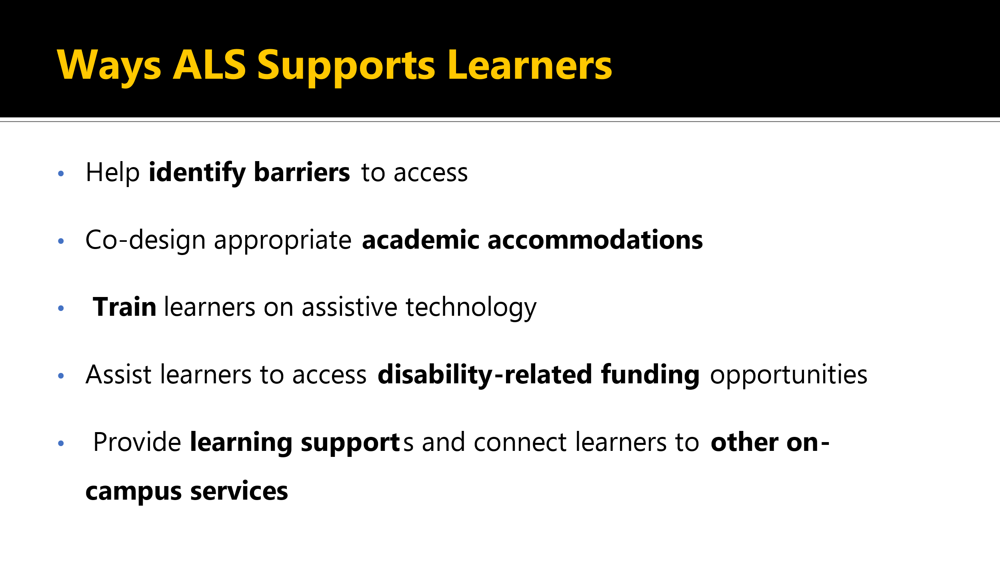 Ways ALS Supports Learners
• Help identify barriers to access
• Co-design appropriate academic accommodations
• Train learners on assistive technology
• Assist learners to access disability-related funding opportunities
• Provide learning supports and connect learners to other on-
campus services